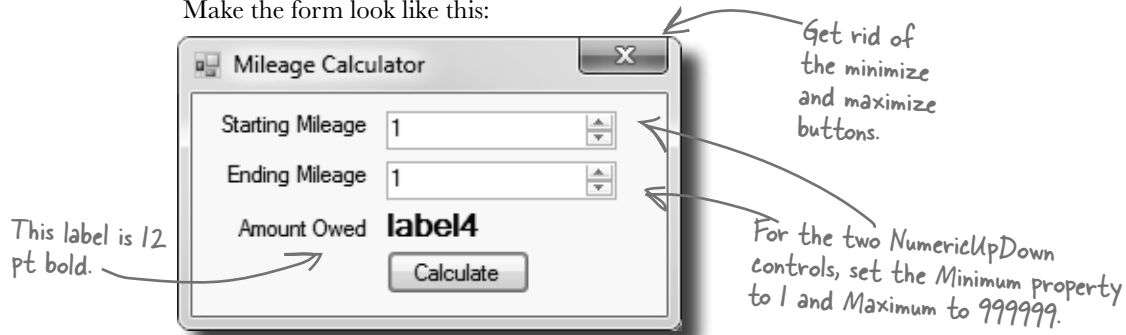 Make the form look like this:
Mileage Calculator
Get rid of
the minimize
and maximize
buttons.
Starting Mileage 1
Ending Mileage 1
This label is 12
pt bold.
Amount Owed label4
Calculate
For the two NumericUpDown
controls, set the Minimum property
to 1 and Maximum to 999999.